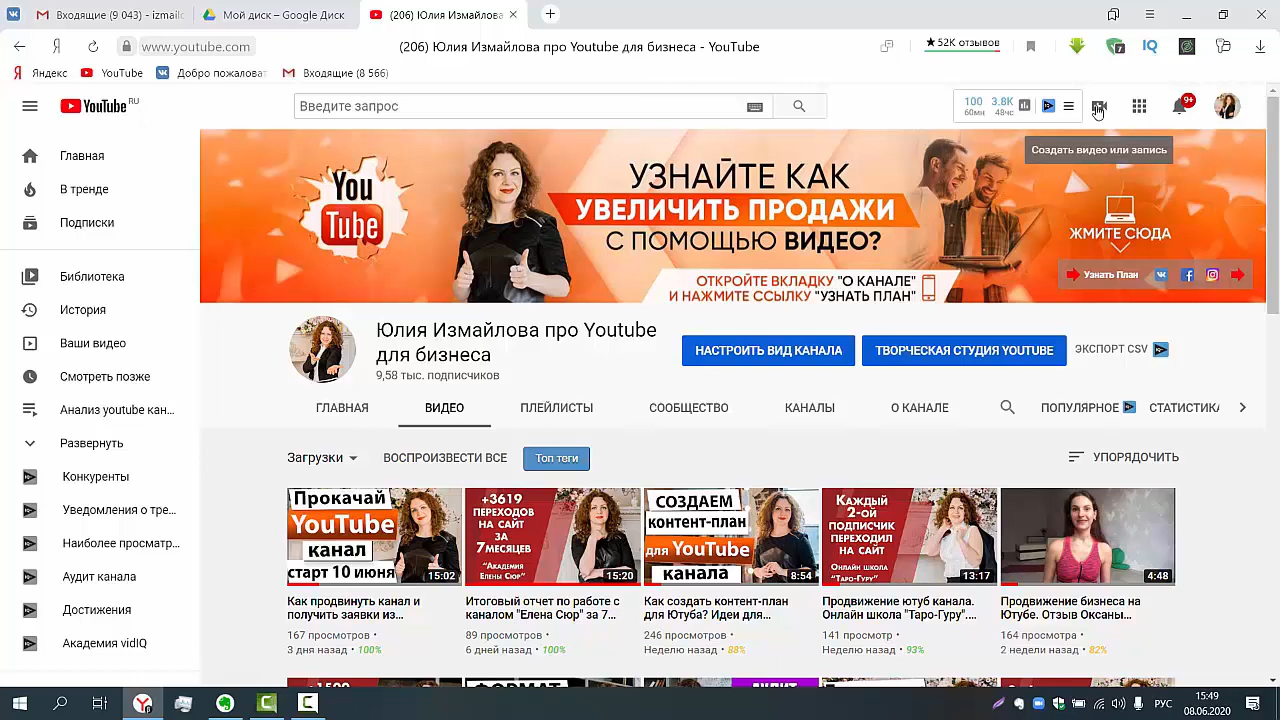 Входящие (9 043) - izmailo
Мой диск – Google Диск
(206) Юлия Измайлова
www.youtube.com
(206) Юлия Измайлова про Youtube для бизнеса - YouTube
★52K отзывов
7
IQ
Яндекс
YouTube
Добро пожаловат
Входящие (8 566)
YouTube RU
Введите запрос
100
60мн
3.8K
48чс
9+
Создать видео или запись
Главная
В тренде
Подписки
Библиотека
История
Ваши видео
Смотреть позже
Анализ youtube кан...
Развернуть
Конкуренты
Уведомления о тре...
Наиболее просматр...
Аудит канала
Достижения
Академия vidIQ
You
Tube
УЗНАЙТЕ КАК
УВЕЛИЧИТЬ ПРОДАЖИ
С ПОМОЩЬЮ ВИДЕО?
ОТКРОЙТЕ ВКЛАДКУ "О КАНАЛЕ"
И НАЖМИТЕ ССЫЛКУ "УЗНАТЬ ПЛАН"
ЖМИТЕ СЮДА
Узнать План
Юлия Измайлова про Youtube
для бизнеса
9,58 тыс. подписчиков
НАСТРОИТЬ ВИД КАНАЛА
ТВОРЧЕСКАЯ СТУДИЯ YOUTUBE
ЭКСПОРТ CSV
ГЛАВНАЯ
ВИДЕО
ПЛЕЙЛИСТЫ
СООБЩЕСТВО
КАНАЛЫ
О КАНАЛЕ
ПОПУЛЯРНОЕ
СТАТИСТИКА
Загрузки
ВОСПРОИЗВЕСТИ ВСЕ
Топ теги
УПОРЯДОЧИТЬ
Прокачай
YouTube
канал
старт 10 июня
15:02
+3619
ПЕРЕХОДОВ
НА САЙТ
ЗА
7МЕСЯЦЕВ
"Академия
Елены Сюр"
15:20
СОЗДАЕМ
контент-план
для YouTube
канала
8:54
Каждый
2-ой
подписчик
переходил
на сайт
Онлайн школа
"Таро-Гуру"
13:17
4:48
Как продвинуть канал и
получить заявки из...
167 просмотров •
3 дня назад • 100%
Итоговый отчет по работе с
каналом "Елена Сюр" за 7...
89 просмотров •
6 дней назад • 100%
Как создать контент-план
для Ютуба? Идеи для...
246 просмотров •
Неделю назад • 88%
Продвижение ютуб канала.
Онлайн школа "Таро-Гуру"....
141 просмотр •
Неделю назад • 93%
Продвижение бизнеса на
Ютубе. Отзыв Оксаны...
164 просмотра •
2 недели назад • 82%
РУС
15:49
08.06.2020